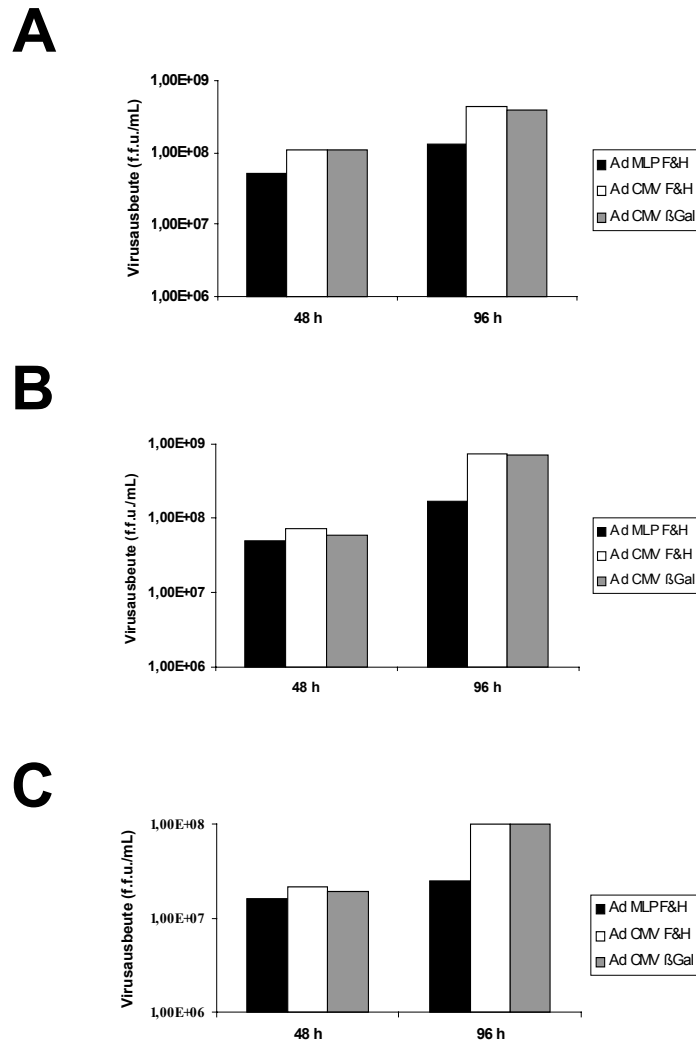 A
Virusausbeute (f.f.u./mL)
1,00E+09
1,00E+08
1,00E+07
1,00E+06
48 h
96 h
Ad MLP F&H
Ad CMV F&H
Ad CMV ßGal
B
Virusausbeute (f.f.u./mL)
1,00E+09
1,00E+08
1,00E+07
1,00E+06
48 h
96 h
Ad MLP F&H
Ad CMV F&H
Ad CMV ßGal
C
Virusausbeute (f.f.u./mL)
1,00E+08
1,00E+07
1,00E+06
48 h
96 h
Ad MLP F&H
Ad CMV F&H
Ad CMV ßGal